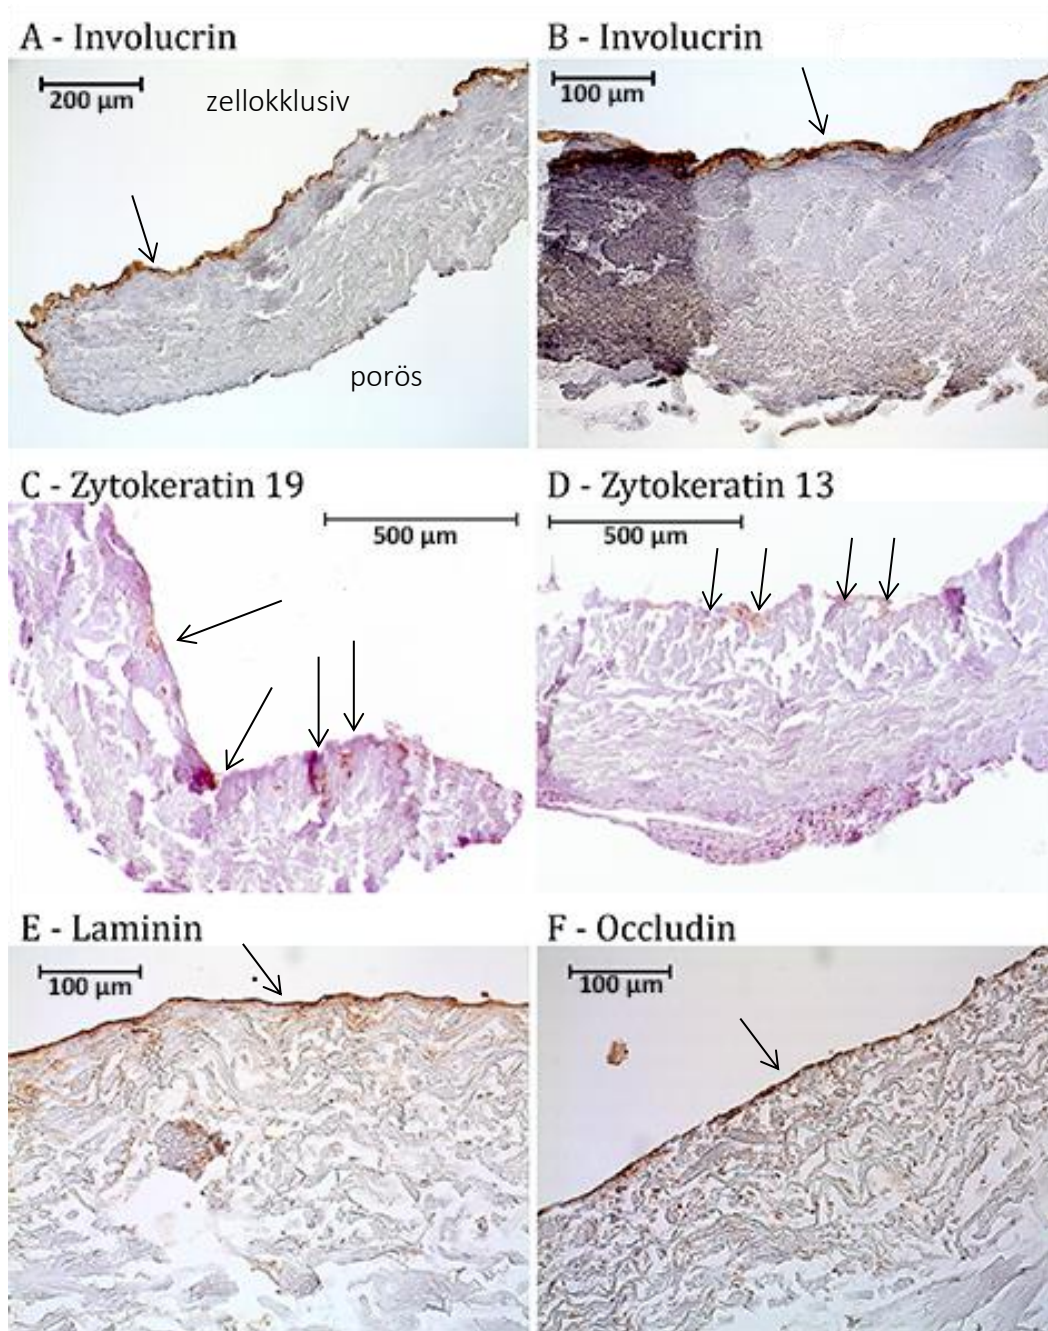 A - Involucrin
200 µm
zellokklusiv
porös
B - Involucrin
100 µm
C - Zytokeratin 19
500 µm
D - Zytokeratin 13
500 µm
E - Laminin
100 µm
F - Occludin
100 µm